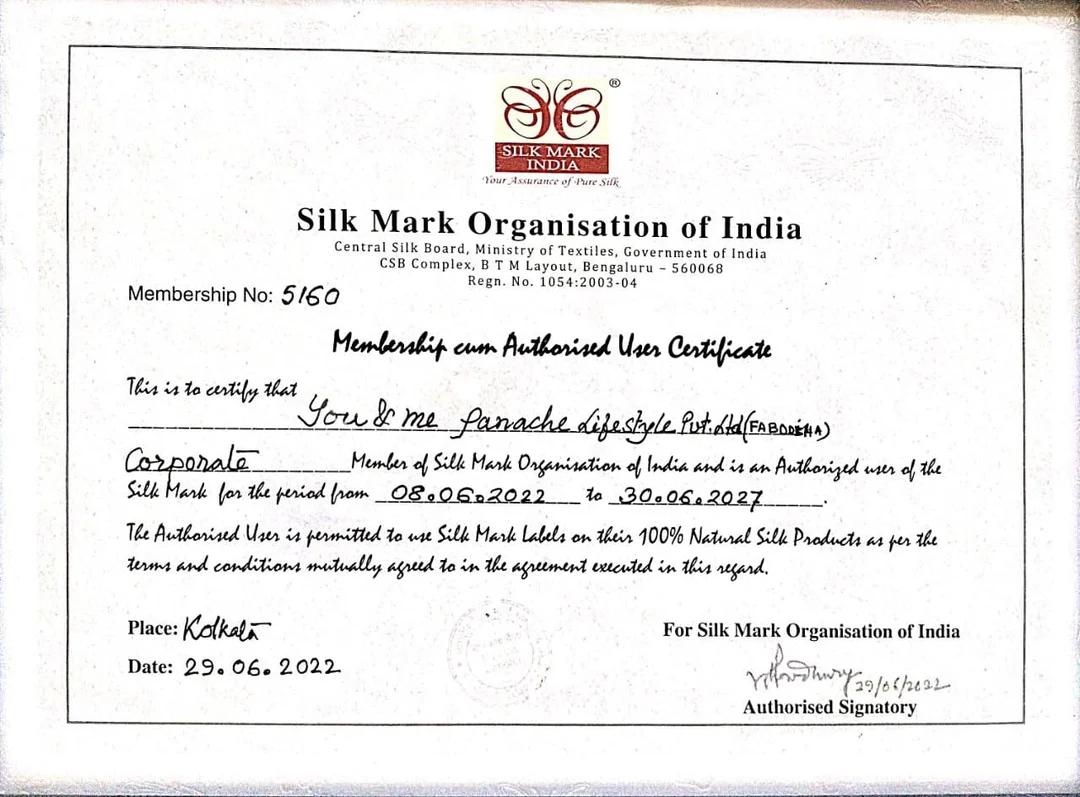 ®
SILK MARK
INDIA
Your Assurance of Pure Silk
Silk Mark Organisation of India
Central Silk Board, Ministry of Textiles, Government of India
CSB Complex, B T M Layout, Bengaluru – 560068
Regn. No. 1054:2003-04
Membership No: 5160
Membership cum Authorised User Certificate
This is to certify that
You & me Panache Lifestyle Pvt. Ltd (FABODEHA)
Corporate Member of Silk Mark Organisation of India and is an Authorized user of the
Silk Mark for the period from 08.06.2022 to 30.06.2027.
The Authorised User is permitted to use Silk Mark Labels on their 100% Natural Silk Products as per the
terms and conditions mutually agreed to in the agreement executed in this regard.
Place: Kolkata
For Silk Mark Organisation of India
Date: 29.06.2022
29/06/2022
Authorised Signatory